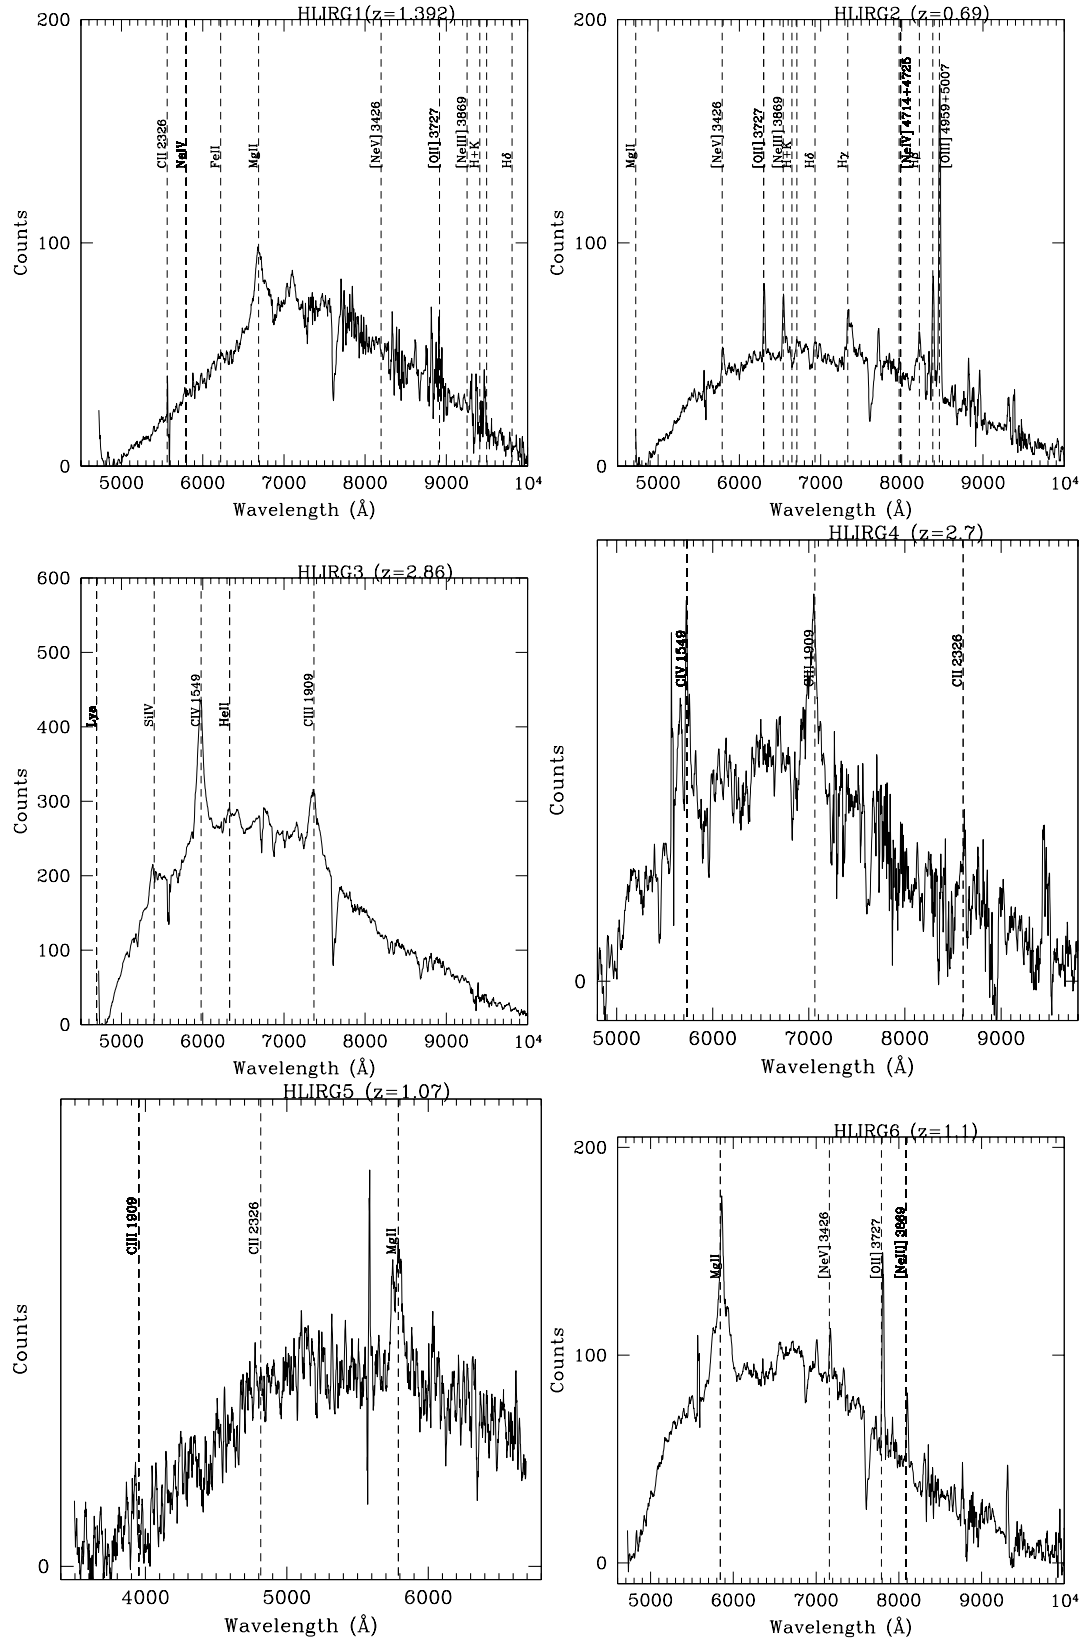 HLIRG1(z=1.392)
200
100
0
Counts
CII 2326
NeIV
FeII
MgII
[NeV] 3426
[OII] 3727
[NeIII] 3869
H+K
Hδ
5000 6000 7000 8000 9000 10⁴
Wavelength (Å)
HLIRG2 (z=0.69)
200
100
0
Counts
MgII
[NeV] 3426
[OII] 3727
[NeIII] 3869
H+K
Hδ
Hγ
[NeIV] 4714+4725
[OIII] 4959+5007
5000 6000 7000 8000 9000 10⁴
Wavelength (Å)
HLIRG3 (z=2.86)
600
500
400
300
200
100
0
Counts
Lyα
SiIV
CIV 1549
HeII
CIII 1909
5000 6000 7000 8000 9000 10⁴
Wavelength (Å)
HLIRG4 (z=2.7)
0
Counts
CIV 1549
CIII 1909
CII 2326
5000 6000 7000 8000 9000
Wavelength (Å)
HLIRG5 (z=1.07)
0
Counts
CIII 1909
CII 2326
MgII
4000 5000 6000
Wavelength (Å)
HLIRG6 (z=1.1)
200
100
0
Counts
MgII
[NeV] 3426
[OII] 3727
[NeIII] 3869
5000 6000 7000 8000 9000 10⁴
Wavelength (Å)